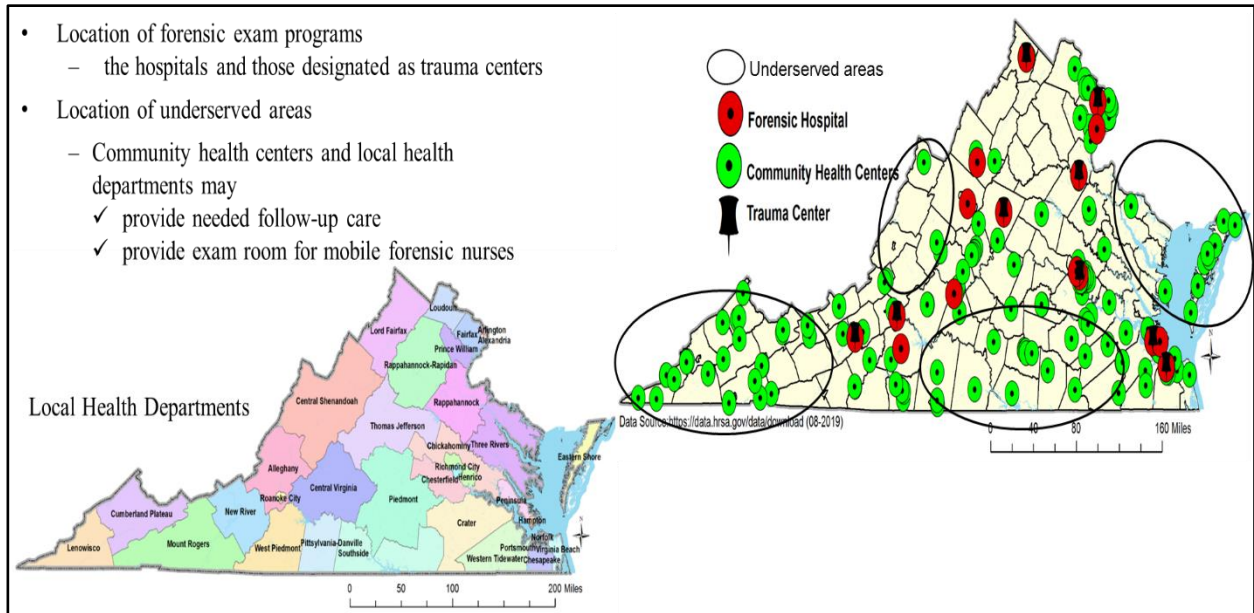 • Location of forensic exam programs
– the hospitals and those designated as trauma centers
• Location of underserved areas
– Community health centers and local health
departments may
✓ provide needed follow-up care
✓ provide exam room for mobile forensic nurses
Underserved areas
Forensic Hospital
Community Health Centers
Trauma Center
Data Source:https://data.hrsa.gov/data/download (08-2019)
0 40 80 160 Miles
Local Health Departments
Loudoun
Lord Fairfax
Fairfax
Arlington
Alexandria
Prince William
Rappahannock-Rapidan
Central Shenandoah
Rappahannock
Thomas Jefferson
Chickahominy
Three Rivers
Eastern Shore
Alleghany
Richmond City
Henrico
Chesterfield
Central Virginia
Roanoke City
Piedmont
Peninsula
Cumberland Plateau
New River
Hampton
Crater
Norfolk
Lenowisco
Mount Rogers
West Piedmont
Pittsylvania-Danville
Southside
Portsmouth
Virginia Beach
Western Tidewater
Chesapeake
0 50 100 200 Miles